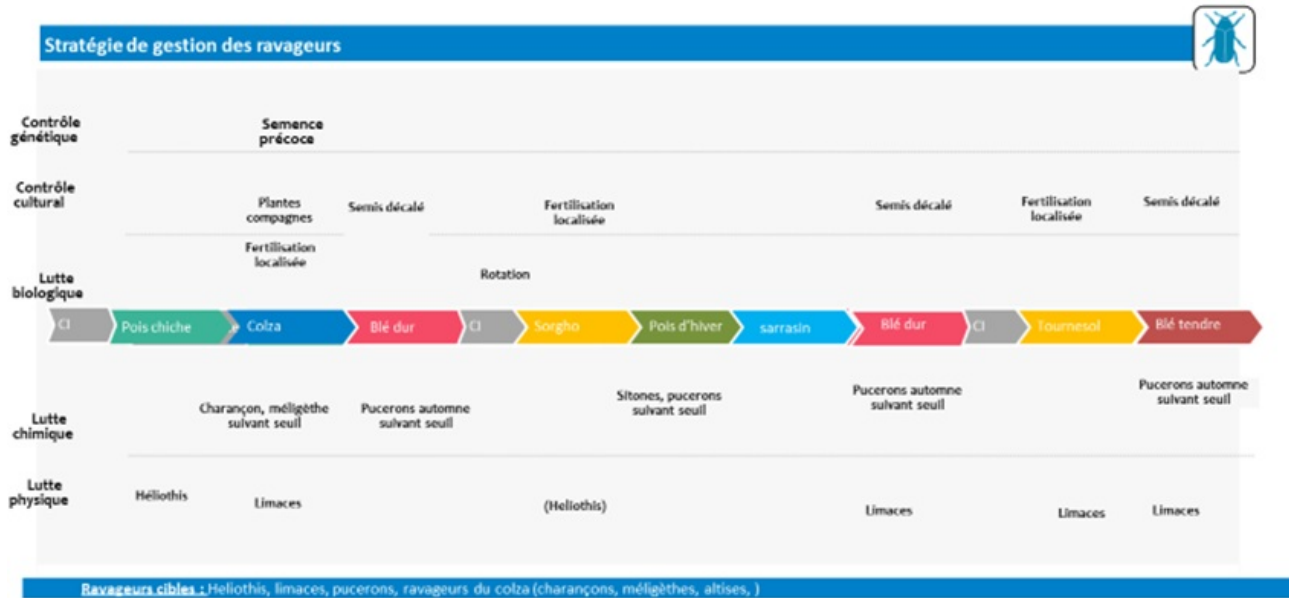 Stratégie de gestion des ravageurs
Contrôle
génétique
Semence
précoce
Contrôle
cultural
Plantes
compagnes
Semis décalé
Fertilisation
localisée
Semis décalé
Fertilisation
localisée
Semis décalé
Fertilisation
localisée
Lutte
biologique
Rotation
CI
Pois chiche
Colza
Blé dur
CI
Sorgho
Pois d'hiver
sarrasin
Blé dur
CI
Tournesol
Blé tendre
Lutte
chimique
Charançon, méligèthe
suivant seuil
Pucerons automne
suivant seuil
Sitones, pucerons
suivant seuil
Pucerons automne
suivant seuil
Pucerons automne
suivant seuil
Lutte
physique
Héliothis
Limaces
(Heliothis)
Limaces
Limaces
Limaces
Ravageurs cibles : Heliothis, limaces, pucerons, ravageurs du colza (charançons, méligèthes, altises, )